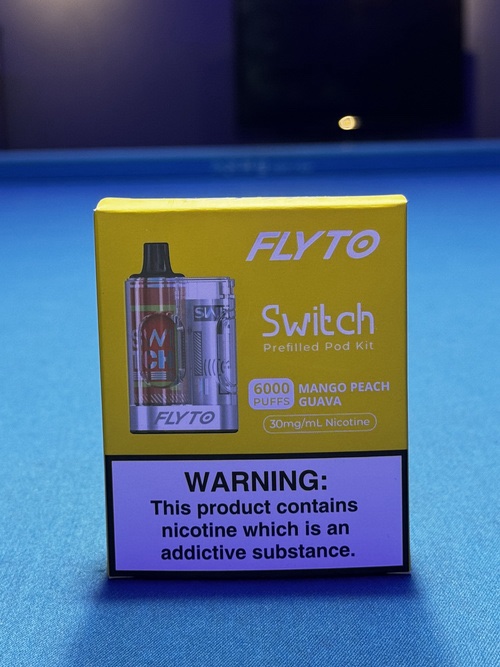 FLYTO
Switch
Prefilled Pod Kit
6000
PUFFS
MANGO PEACH
GUAVA
30mg/mL Nicotine
SW
FLYTO
WARNING:
This product contains
nicotine which is an
addictive substance.